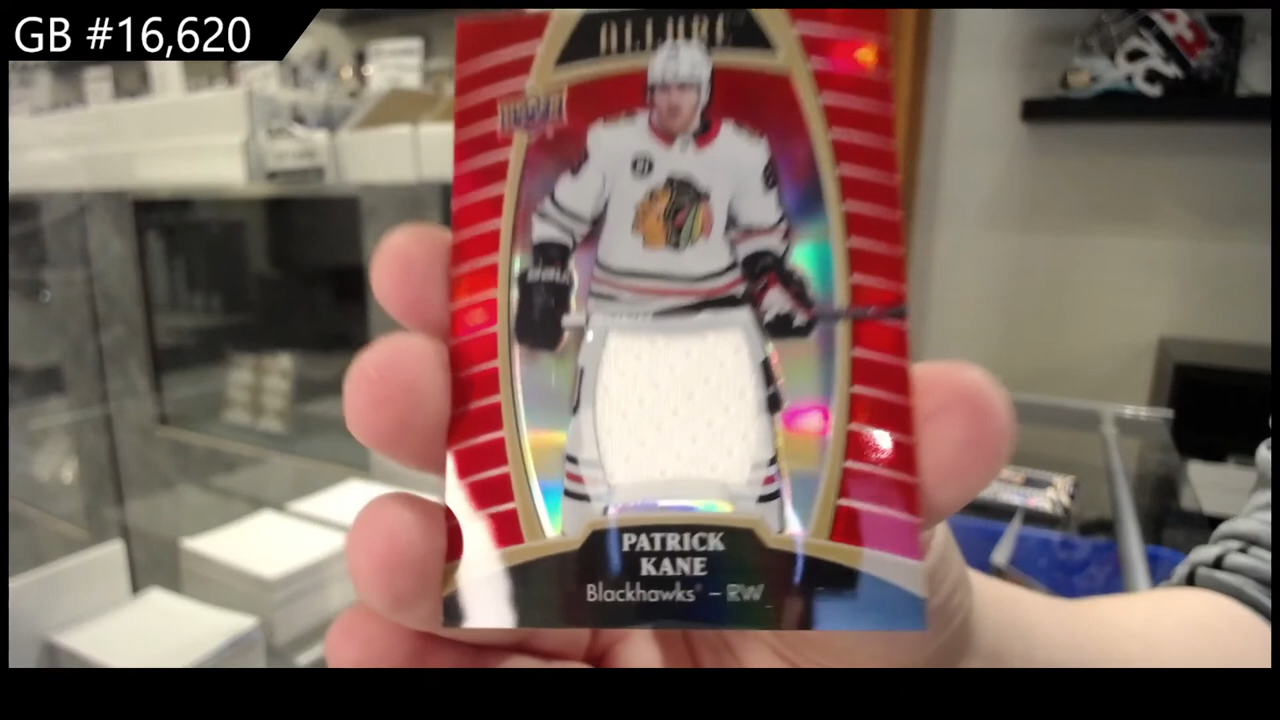 GB #16,620
ALLURE
PATRICK
KANE
Blackhawks® – RW